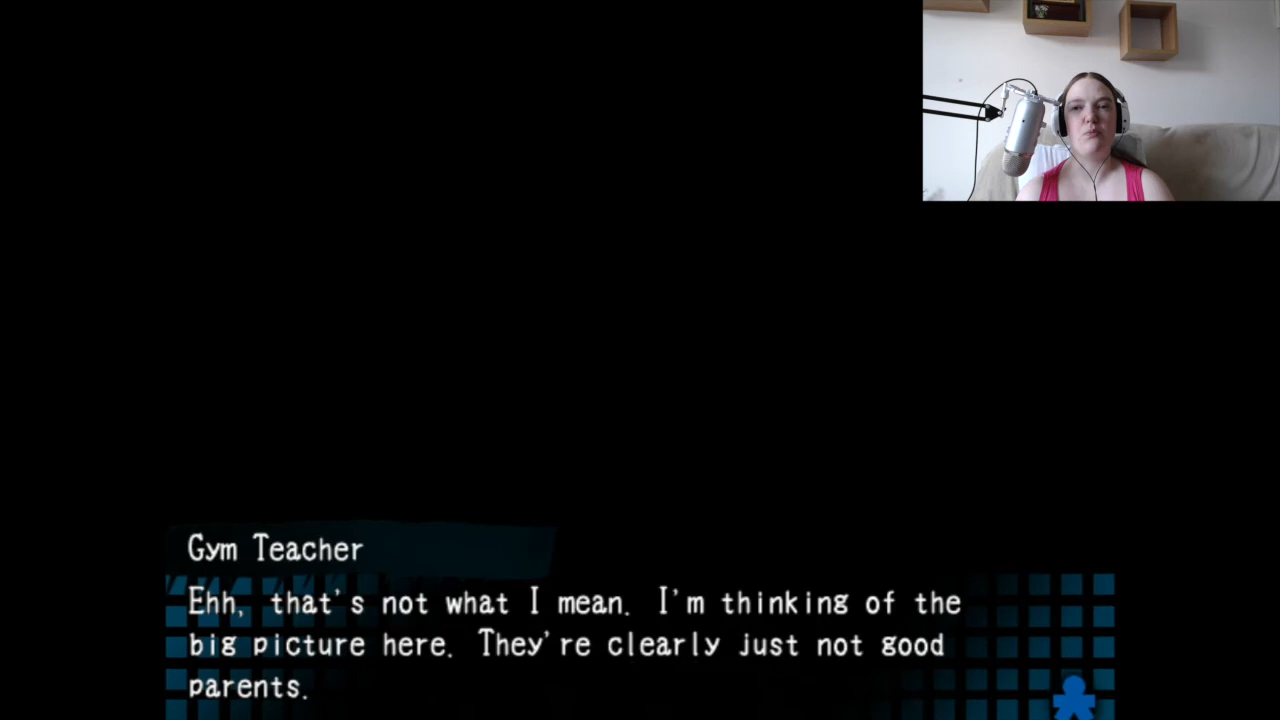 Gym Teacher
Ehh, that's not what I mean. I'm thinking of the
big picture here. They're clearly just not good
parents.